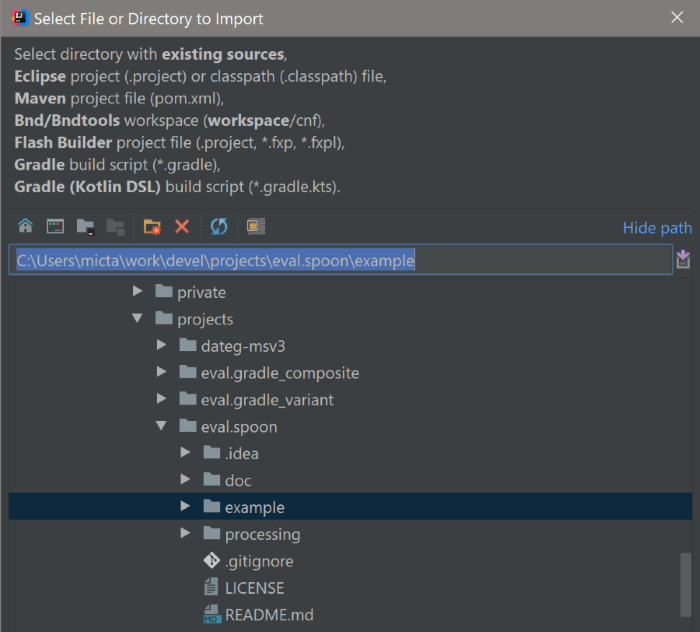 Select File or Directory to Import
Select directory with existing sources,
Eclipse project (.project) or classpath (.classpath) file,
Maven project file (pom.xml),
Bnd/Bndtools workspace (workspace/cnf),
Flash Builder project file (.project, *.fxp, *.fxpl),
Gradle build script (*.gradle),
Gradle (Kotlin DSL) build script (*.gradle.kts).
Hide path
C:\Users\micta\work\devel\projects\eval.spoon\example
private
projects
dateg-msv3
eval.gradle_composite
eval.gradle_variant
eval.spoon
.idea
doc
example
processing
.gitignore
LICENSE
README.md